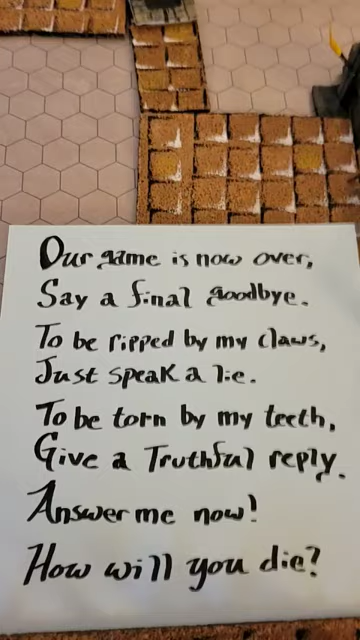 Our game is now over,
Say a final goodbye.
To be ripped by my claws,
Just speak a lie.
To be torn by my teeth,
Give a Truthful reply.
Answer me now!
How will you die?